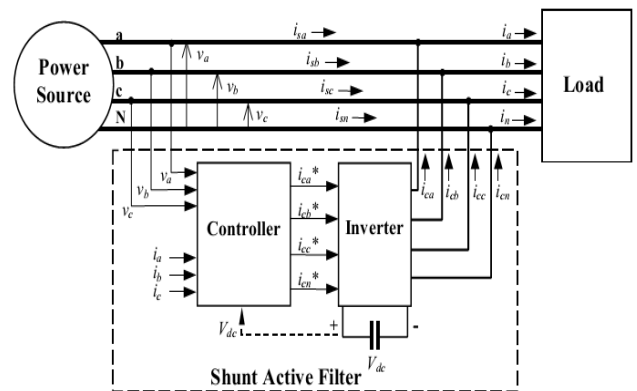 a
i_sa
i_a
Power
Source
b
v_a
i_sb
i_b
Load
c
v_b
i_sc
i_c
N
v_c
i_sn
i_n
v_a
v_b
v_c
i_ca*
i_ca
i_cb
i_cc
i_cn
i_cb*
Controller
Inverter
i_a
i_b
i_c
i_cc*
i_cn*
V_dc
+
-
V_dc
Shunt Active Filter